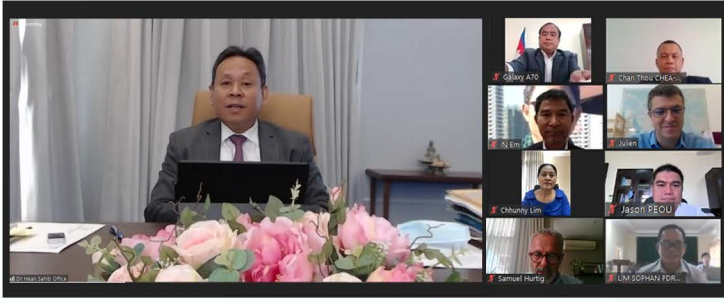 Dr Hean Sahib Office
Galaxy A70
Chan Thou CHEA-...
IN Em
Julien
Chhunny Lim
Jason PEOU
Samuel Hurtig
LIM SOPHAN PDR...